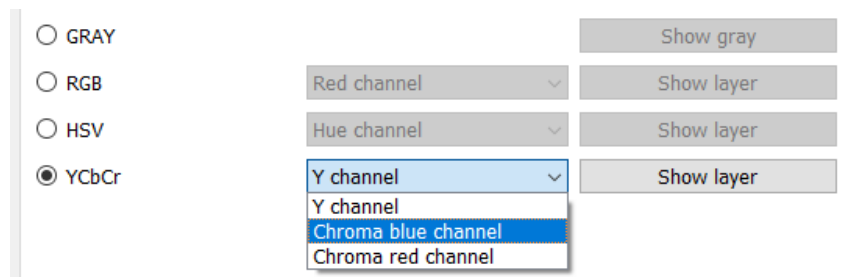 GRAY Show gray
RGB Red channel Show layer
HSV Hue channel Show layer
YCbCr Y channel Show layer
Y channel
Chroma blue channel
Chroma red channel